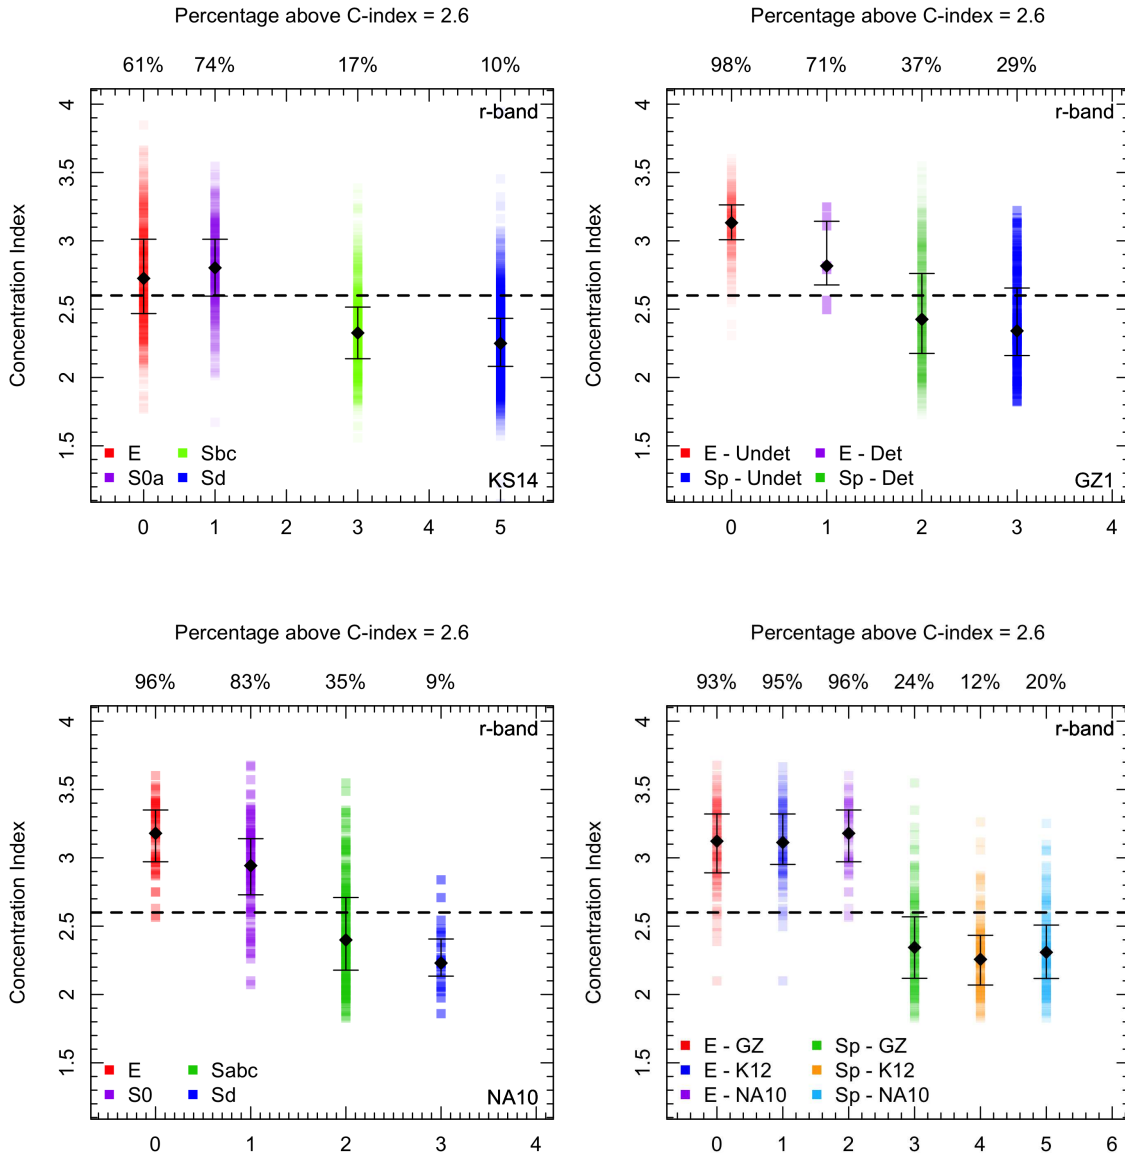 Percentage above C-index = 2.6
61% 74% 17% 10%
r-band
4
3.5
3
2.5
2
1.5
Concentration Index
E Sbc
S0a Sd
KS14
0 1 2 3 4 5
Percentage above C-index = 2.6
98% 71% 37% 29%
r-band
4
3.5
3
2.5
2
1.5
Concentration Index
E - Undet E - Det
Sp - Undet Sp - Det
GZ1
0 1 2 3 4
Percentage above C-index = 2.6
96% 83% 35% 9%
r-band
4
3.5
3
2.5
2
1.5
Concentration Index
E Sabc
S0 Sd
NA10
0 1 2 3 4
Percentage above C-index = 2.6
93% 95% 96% 24% 12% 20%
r-band
4
3.5
3
2.5
2
1.5
Concentration Index
E - GZ Sp - GZ
E - K12 Sp - K12
E - NA10 Sp - NA10
0 1 2 3 4 5 6